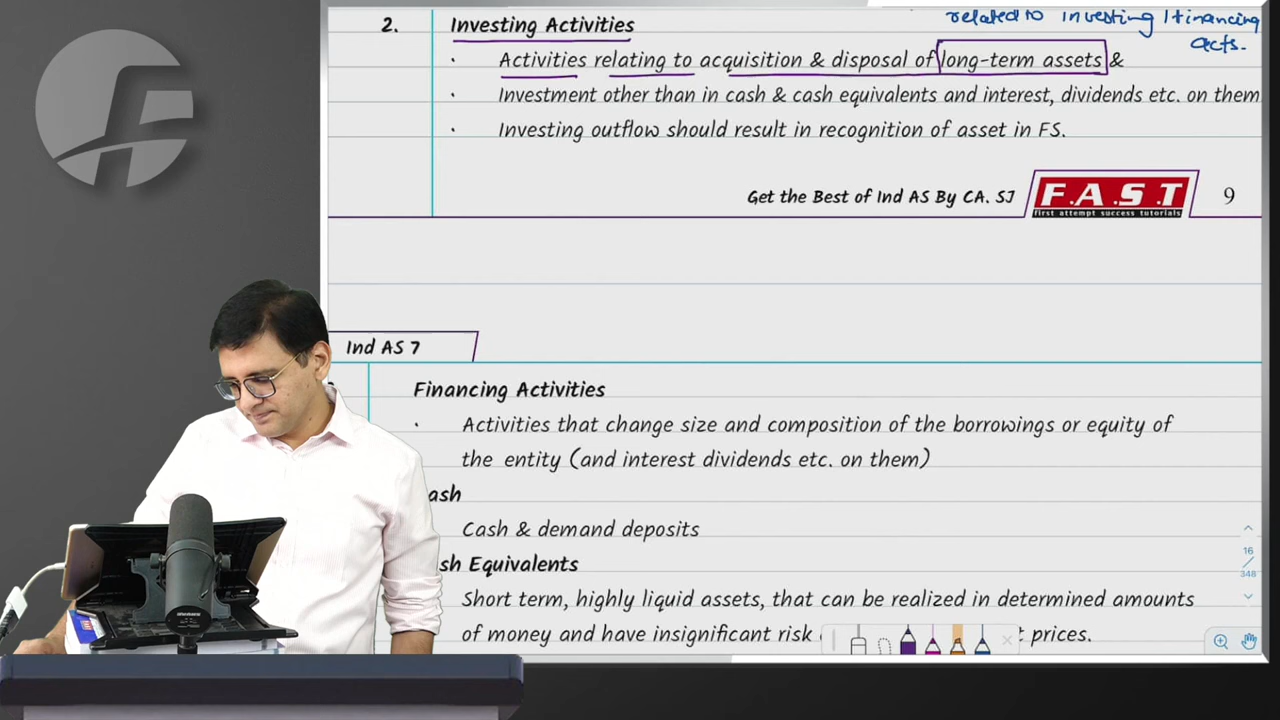 related to investing / financing
acts.
2. Investing Activities
· Activities relating to acquisition & disposal of long-term assets &
· Investment other than in cash & cash equivalents and interest, dividends etc. on them
· Investing outflow should result in recognition of asset in FS.
Get the Best of Ind AS By CA. SJ
F.A.S.T
first attempt success tutorials
9
Ind AS 7
Financing Activities
· Activities that change size and composition of the borrowings or equity of
the entity (and interest dividends etc. on them)
ash
Cash & demand deposits
sh Equivalents
Short term, highly liquid assets, that can be realized in determined amounts
of money and have insignificant risk
t prices.
16
348